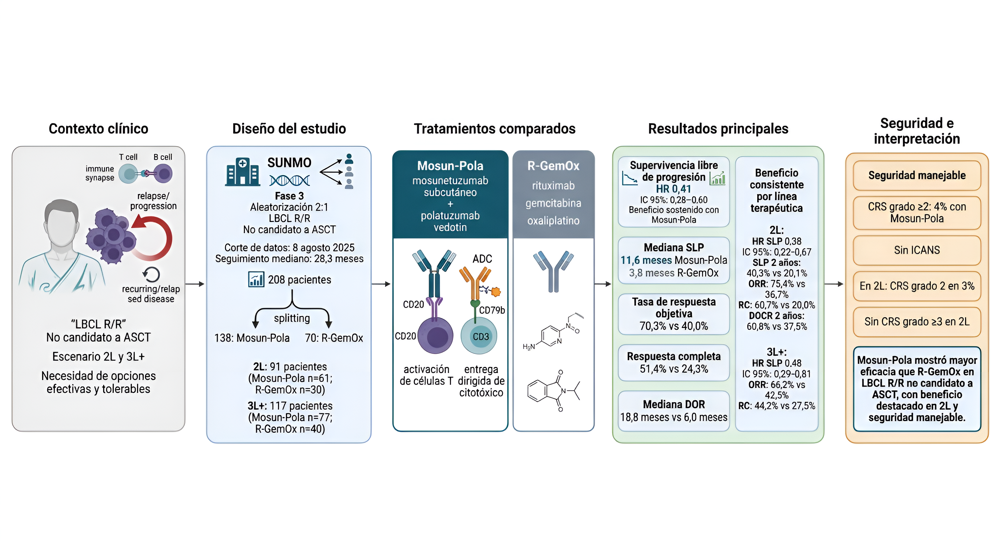 Contexto clínico
T cell
B cell
immune
synapse
relapse/
progression
recurring/relap
sed disease
“LBCL R/R”
No candidato a ASCT
Escenario 2L y 3L+
Necesidad de opciones
efectivas y tolerables
Diseño del estudio
SUNMO
Fase 3
Aleatorización 2:1
LBCL R/R
No candidato a ASCT
Corte de datos: 8 agosto 2025
Seguimiento mediano: 28,3 meses
208 pacientes
splitting
138: Mosun-Pola
70: R-GemOx
2L: 91 pacientes
(Mosun-Pola n=61;
R-GemOx n=30)
3L+: 117 pacientes
(Mosun-Pola n=77;
R-GemOx n=40)
Tratamientos comparados
Mosun-Pola
mosunetuzumab
subcutáneo
+
polatuzumab
vedotin
ADC
CD20
CD79b
CD20
CD3
activación
de células T
entrega
dirigida de
citotóxico
R-GemOx
rituximab
gemcitabina
oxaliplatino
N
O
N
H₃N
O
N
O
Resultados principales
Supervivencia libre
de progresión
HR 0,41
IC 95%: 0,28–0.60
Beneficio sostenido con
Mosun-Pola
Mediana SLP
11,6 meses Mosun-Pola
3,8 meses R-GemOx
Tasa de respuesta
objetiva
70,3% vs 40,0%
Respuesta completa
51,4% vs 24,3%
Mediana DOR
18,8 meses vs 6,0 meses
Beneficio
consistente
por línea
terapéutica
2L:
HR SLP 0,38
IC 95%: 0,22-0,67
SLP 2 años:
40,3% vs 20,1%
ORR: 75,4% vs
36,7%
RC: 60,7% vs 20,0%
DOCR 2 años:
60,8% vs 37,5%
3L+:
HR SLP 0.48
IC 95%: 0,29-0,81
ORR: 66,2% vs
42,5%
RC: 44,2% vs 27,5%
Seguridad e
interpretación
Seguridad manejable
CRS grado ≥2: 4% con
Mosun-Pola
Sin ICANS
En 2L: CRS grado 2 en 3%
Sin CRS grado ≥3 en 2L
Mosun-Pola mostró mayor
eficacia que R-GemOx en
LBCL R/R no candidato a
ASCT, con beneficio
destacado en 2L y
seguridad manejable.